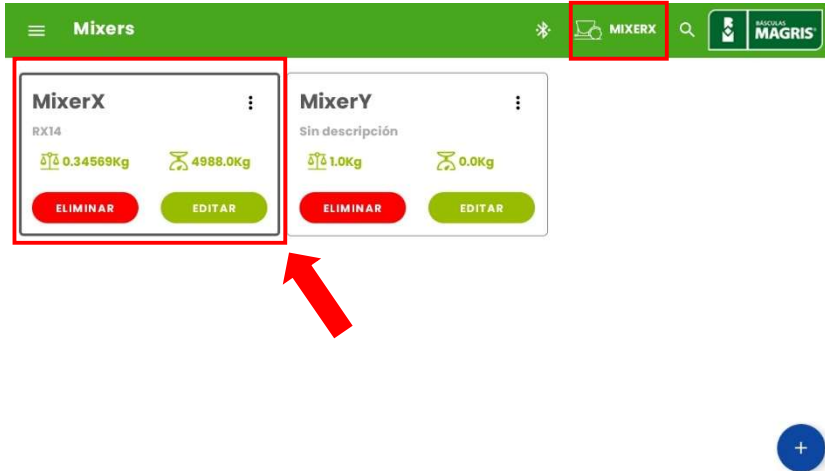 Mixers
MIXERX
BÁSCULAS
MAGRIS
MixerX
RX14
0.34569Kg
4988.0Kg
ELIMINAR
EDITAR
MixerY
Sin descripción
1.0Kg
0.0Kg
ELIMINAR
EDITAR
+